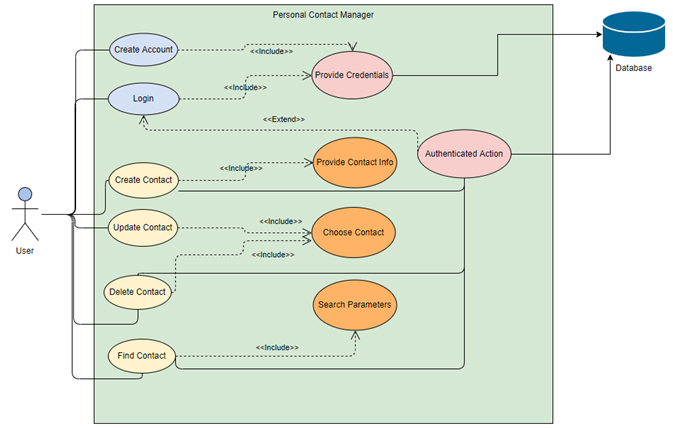 Personal Contact Manager
Create Account
<<Include>>
Provide Credentials
Database
Login
<<Include>>
<<Extend>>
Authenticated Action
Provide Contact Info
<<Include>>
Create Contact
User
Update Contact
<<Include>>
Choose Contact
<<Include>>
Delete Contact
Search Parameters
<<Include>>
Find Contact